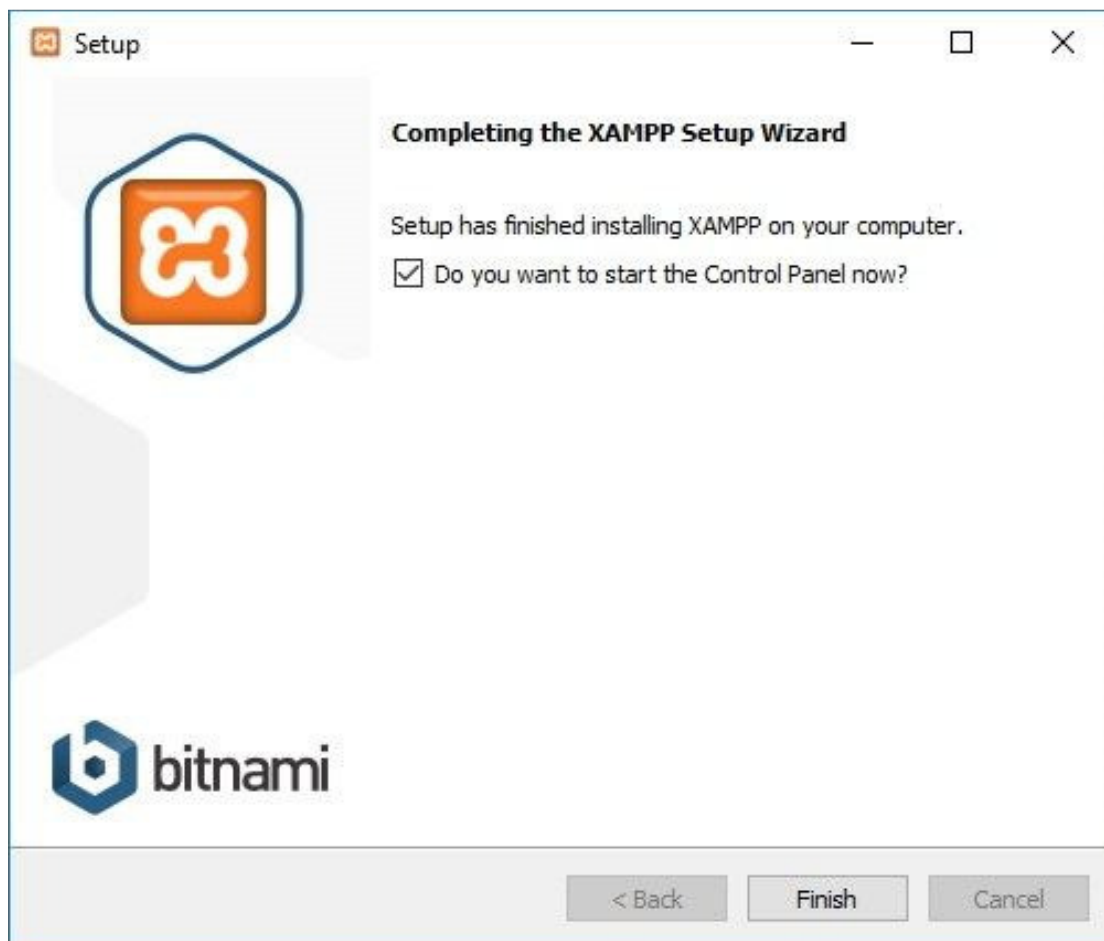 Setup
Completing the XAMPP Setup Wizard
Setup has finished installing XAMPP on your computer.
Do you want to start the Control Panel now?
bitnami
< Back
Finish
Cancel